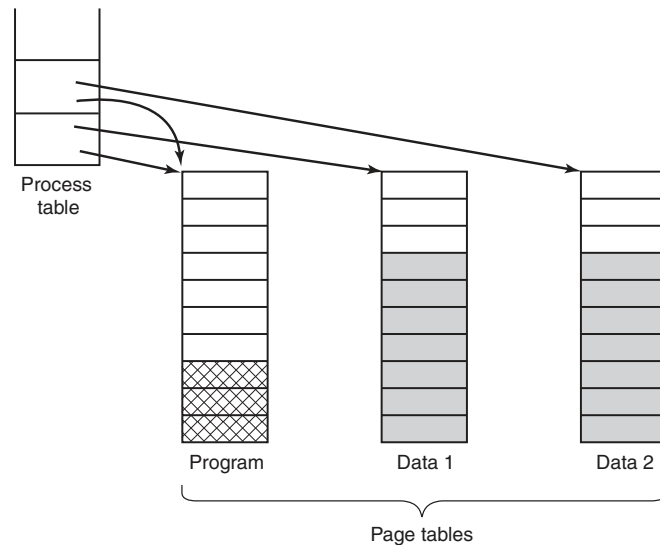 Process
table
Program
Data 1
Data 2
Page tables